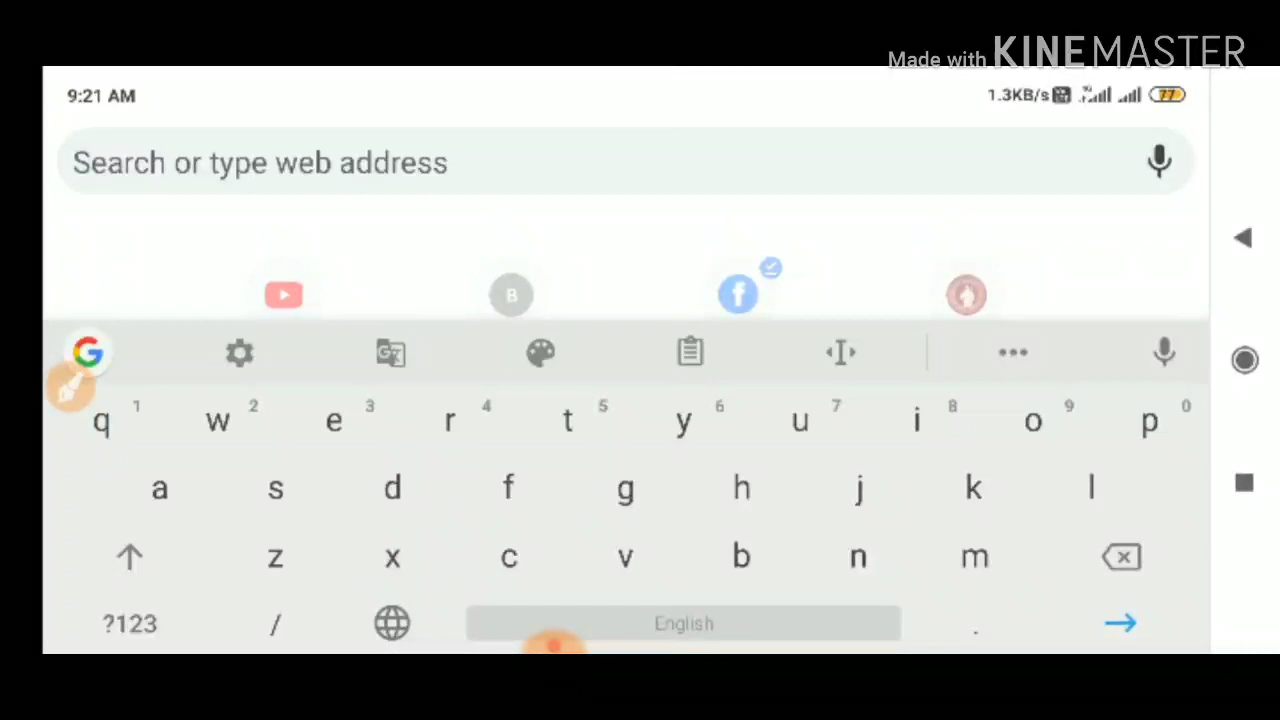 Made with KINEMASTER
9:21 AM 1.3KB/s 77
Search or type web address
B
q 1 w 2 e 3 r 4 t 5 y 6 u 7 i 8 o 9 p 0
a s d f g h j k l
z x c v b n m
?123 / English .